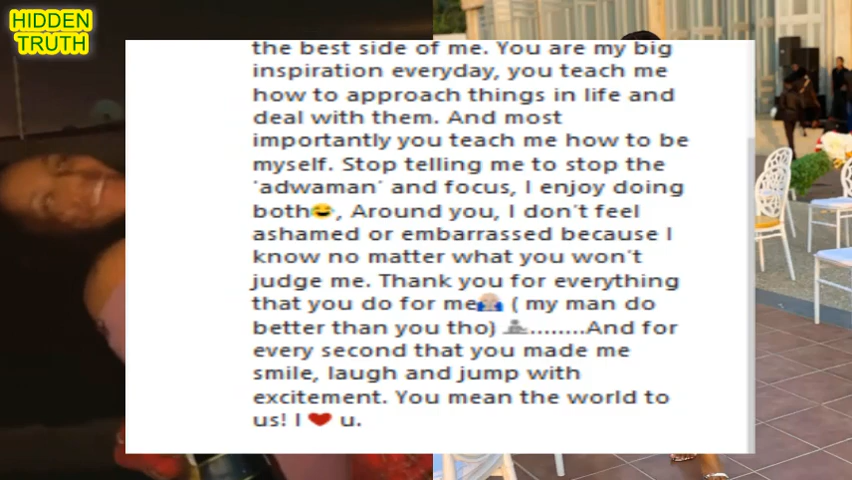 HIDDEN
TRUTH
the best side of me. You are my big
inspiration everyday, you teach me
how to approach things in life and
deal with them. And most
importantly you teach me how to be
myself. Stop telling me to stop the
‘adwaman’ and focus, I enjoy doing
both😂, Around you, I don’t feel
ashamed or embarrassed because I
know no matter what you won’t
judge me. Thank you for everything
that you do for me ( my man do
better than you tho) ........And for
every second that you made me
smile, laugh and jump with
excitement. You mean the world to
us! I ❤ u.